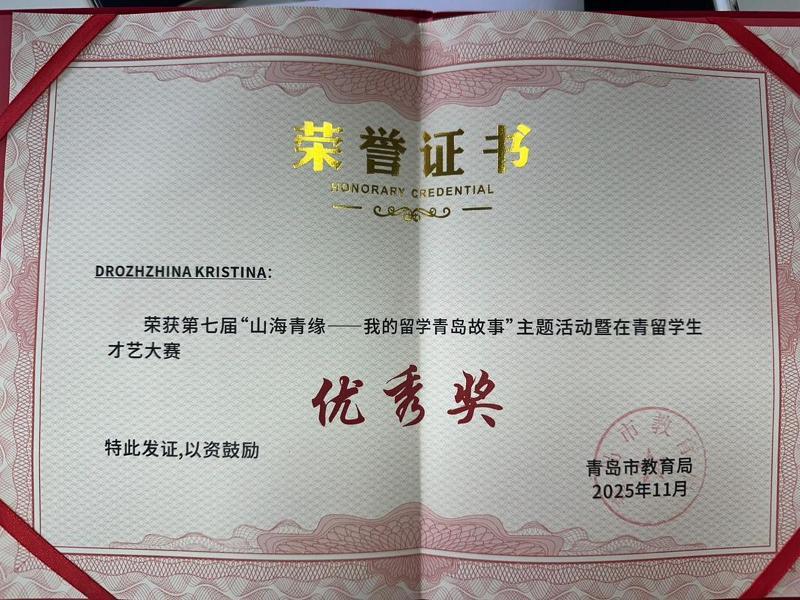 荣誉证书
HONORARY CREDENTIAL
DROZHZHINA KRISTINA:
荣获第七届“山海青缘——我的留学青岛故事”主题活动暨在青留学生
才艺大赛
优秀奖
特此发证,以资鼓励
市教育
青岛市教育局
2025年11月